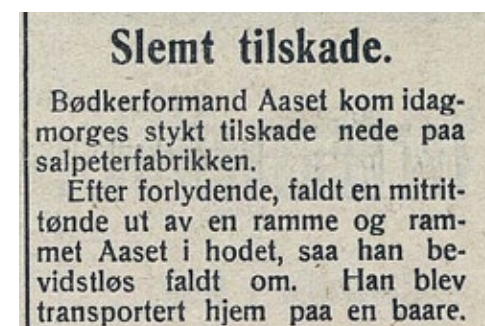 Slemt tilskade.
Bødkerformand Aaset kom idag-
morges stykt tilskade nede paa
salpeterfabrikken.
Efter forlydende, faldt en mitrit-
tønde ut av en ramme og ram-
met Aaset i hodet, saa han be-
vidstløs faldt om. Han blev
transportert hjem paa en baare.